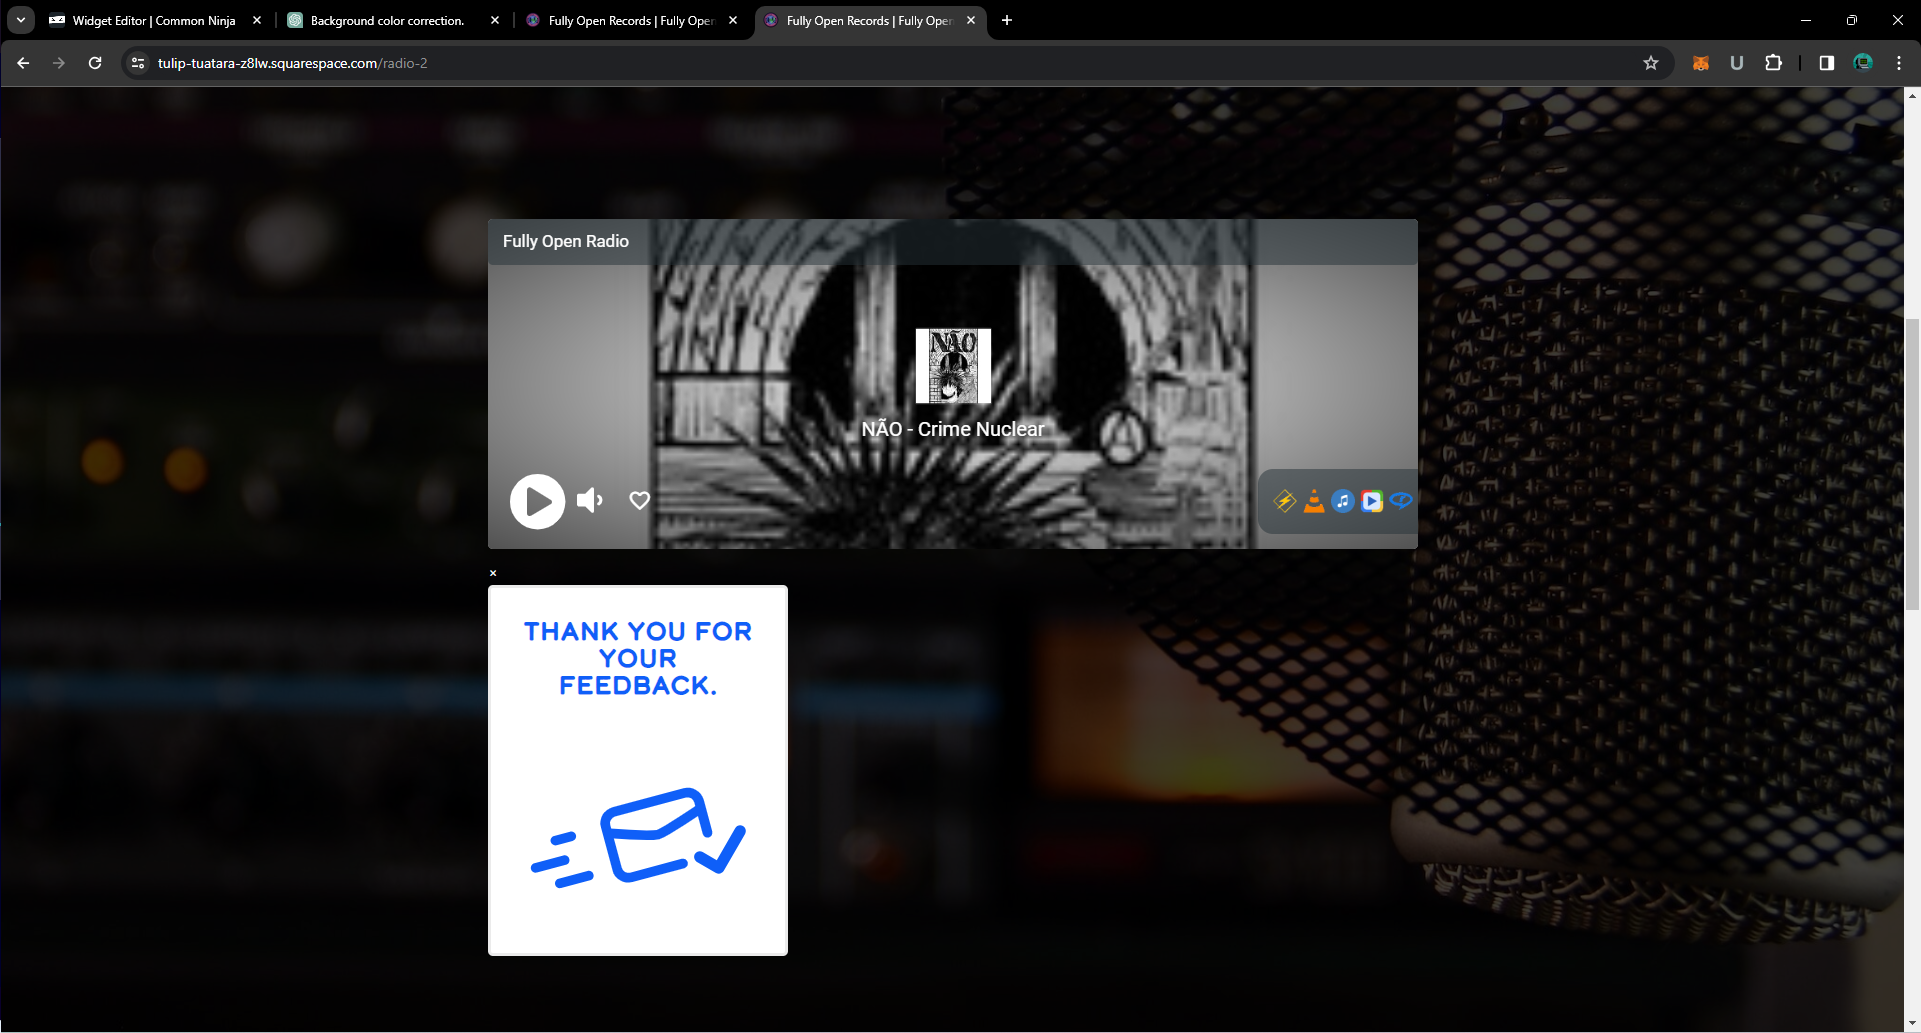 Widget Editor | Common Ninja
Background color correction.
Fully Open Records | Fully Open
Fully Open Records | Fully Open
tulip-tuatara-z8lw.squarespace.com/radio-2
U
Fully Open Radio
NÃO
NÃO - Crime Nuclear
×
THANK YOU FOR
YOUR
FEEDBACK.